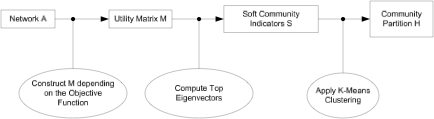 Network A
Utility Matrix M
Soft Community
Indicators S
Community
Partition H
Construct M depending
on the Objective
Function
Compute Top
Eigenvectors
Apply K-Means
Clustering